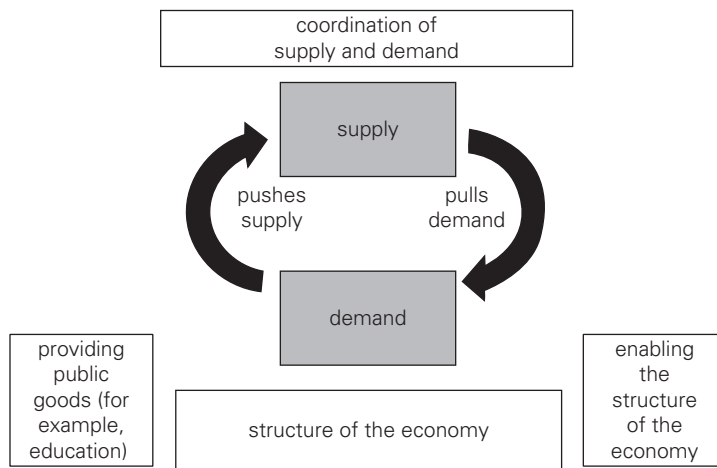 coordination of
supply and demand
supply
pushes
supply
pulls
demand
demand
providing
public
goods (for
example,
education)
structure of the economy
enabling
the
structure
of the
economy